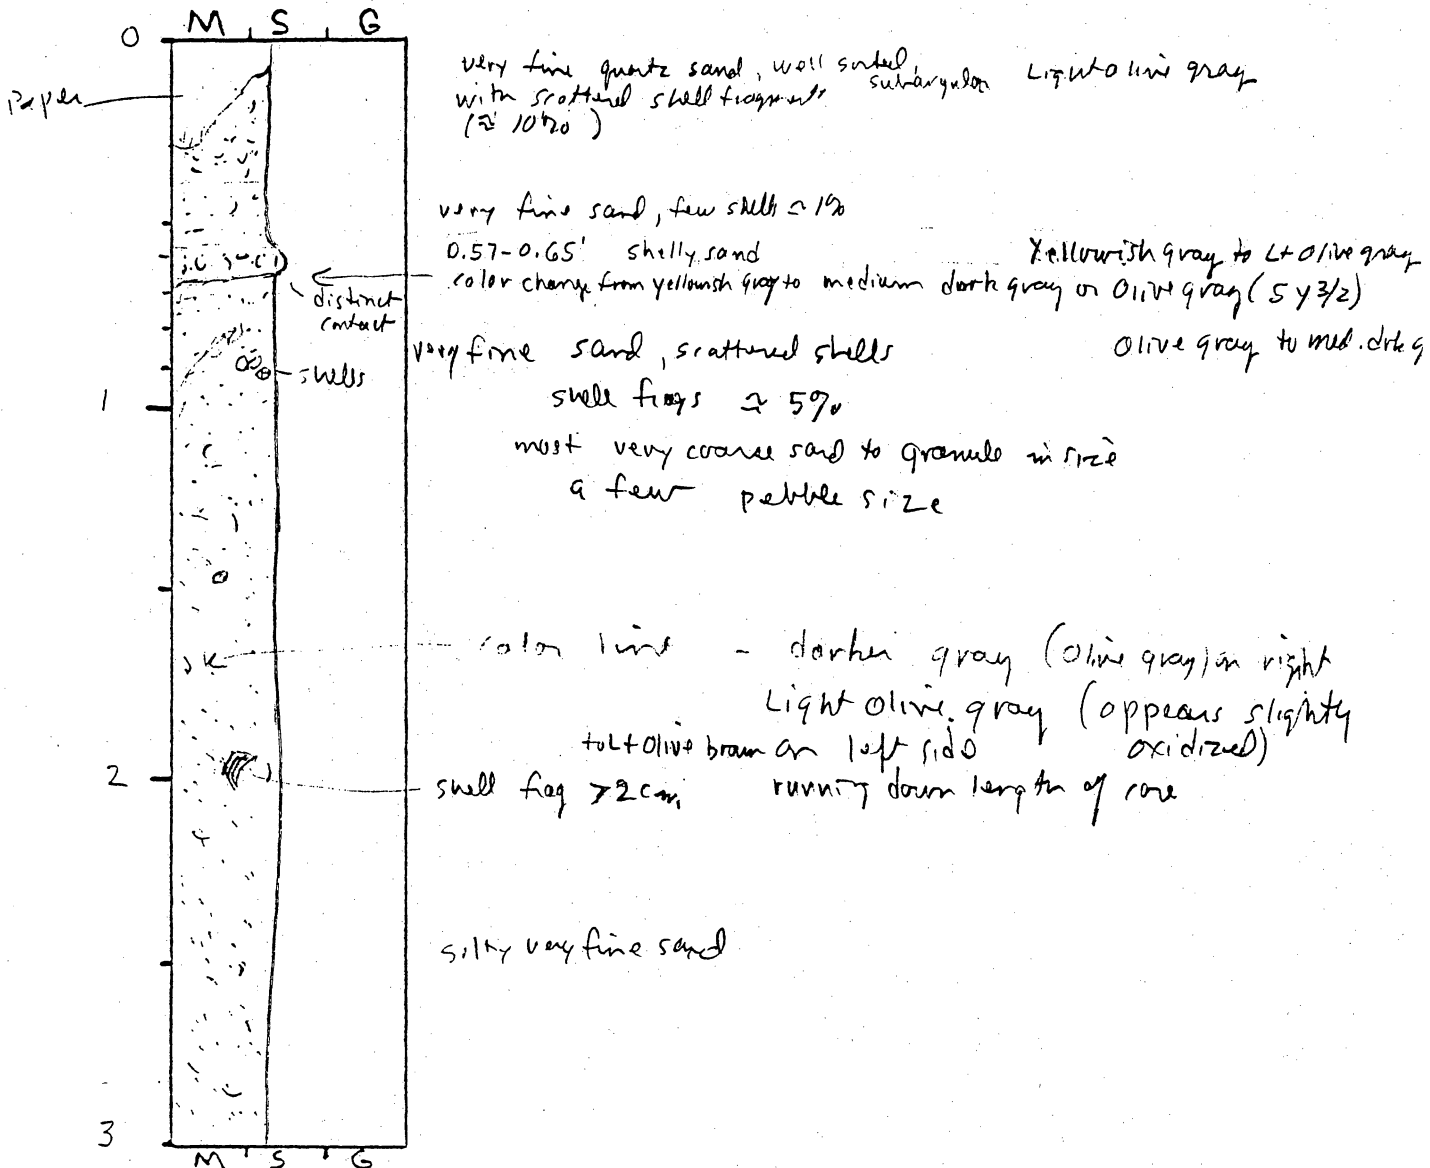 M S G
0
very fine quartz sand, well sorted, subangular Light Olive gray
Paper
with scattered shell fragments
(≈ 10%)
very fine sand, few shells ≃ 1%
0.57-0.65' shelly sand Yellowish gray to Lt Olive gray
color change from yellowish gray to medium dark gray or Olive gray (5 y 3/2)
distinct
contact
very fine sand, scattered shells Olive gray to med. drk g
shells
shell frags ≃ 5%
1
most very coarse sand to granule in size
a few pebble size
color line - darker gray (Olive gray) on right
Light Olive gray (appears slightly
to Lt Olive brown on left side oxidized)
2
shell frag >2cm, running down length of core
silty very fine sand
3
M S G